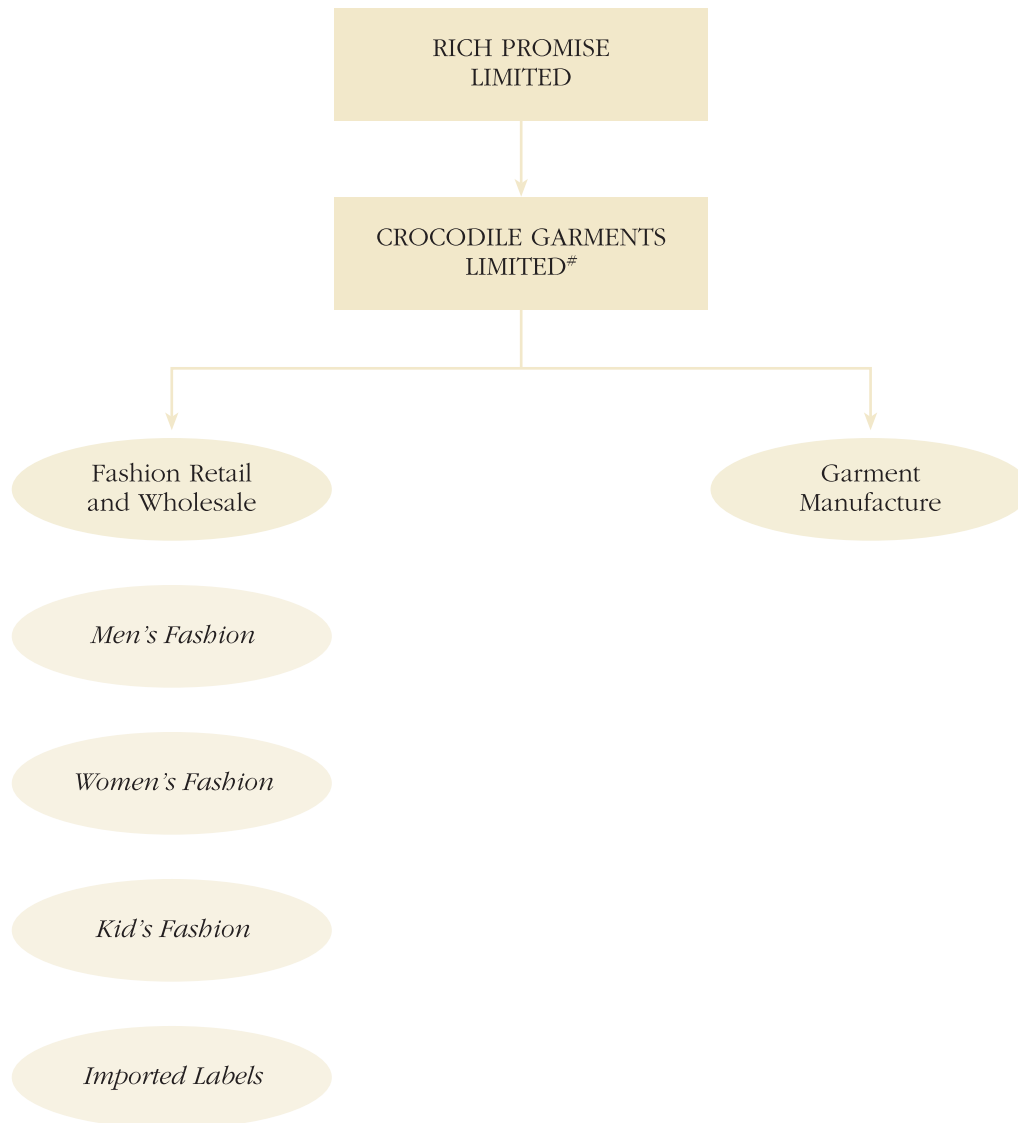 RICH PROMISE
LIMITED
CROCODILE GARMENTS
LIMITED#
Fashion Retail
and Wholesale
Garment
Manufacture
Men’s Fashion
Women’s Fashion
Kid’s Fashion
Imported Labels